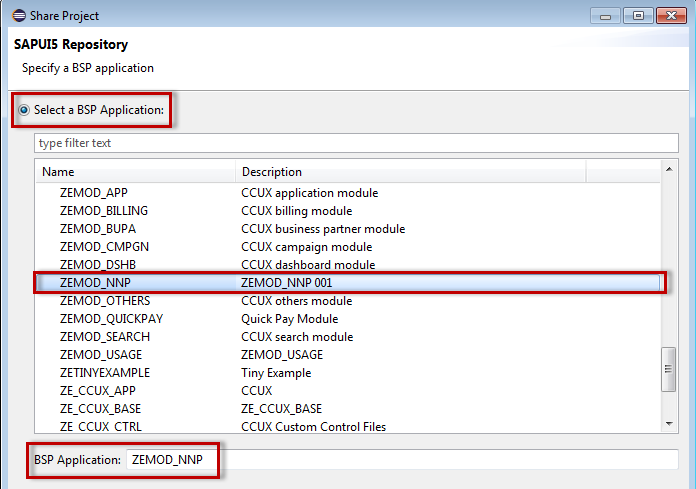 Share Project
SAPUI5 Repository
Specify a BSP application
Select a BSP Application:
type filter text
Name Description
ZEMOD_APP CCUX application module
ZEMOD_BILLING CCUX billing module
ZEMOD_BUPA CCUX business partner module
ZEMOD_CMPGN CCUX campaign module
ZEMOD_DSHB CCUX dashboard module
ZEMOD_NNP ZEMOD_NNP 001
ZEMOD_OTHERS CCUX others module
ZEMOD_QUICKPAY Quick Pay Module
ZEMOD_SEARCH CCUX search module
ZEMOD_USAGE ZEMOD_USAGE
ZETINYEXAMPLE Tiny Example
ZE_CCUX_APP CCUX
ZE_CCUX_BASE ZE_CCUX_BASE
ZE_CCUX_CTRL CCUX Custom Control Files
BSP Application: ZEMOD_NNP